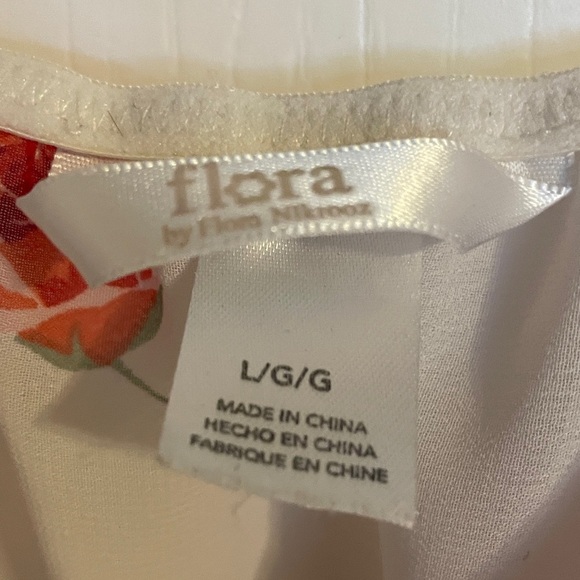 flora
by Flora Nikrooz
L/G/G
MADE IN CHINA
HECHO EN CHINA
FABRIQUE EN CHINE